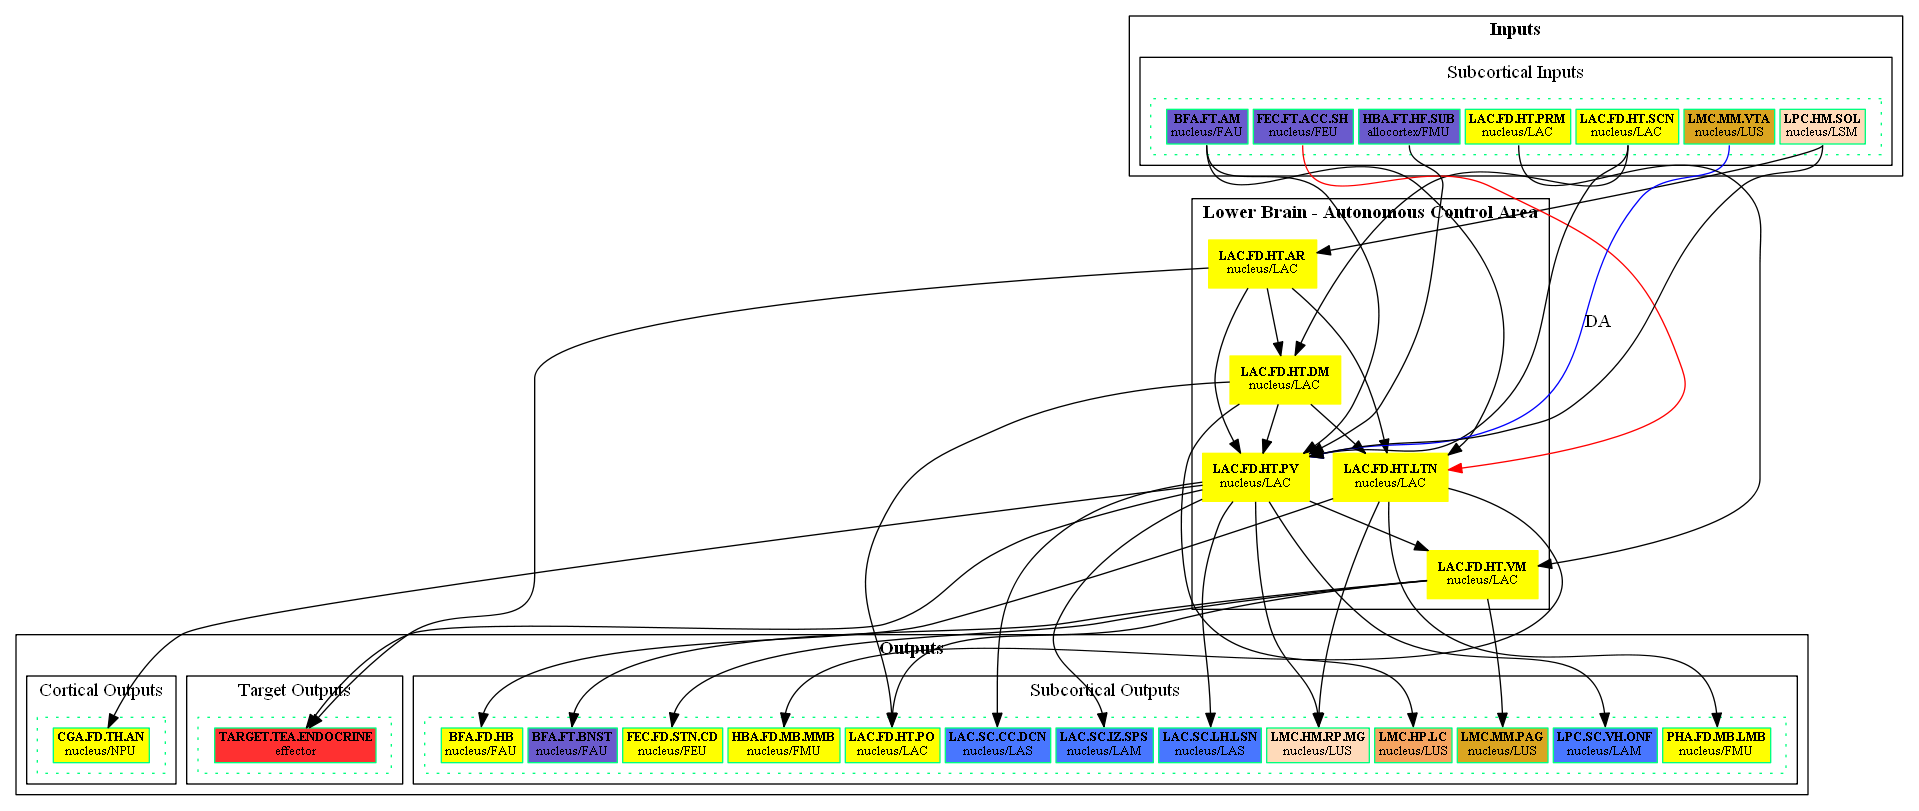 Inputs
Subcortical Inputs
BFA.FT.AM
nucleus/FAU
FEC.FT.ACC.SH
nucleus/FEU
HBA.FT.HF.SUB
allocortex/FMU
LAC.FD.HT.PRM
nucleus/LAC
LAC.FD.HT.SCN
nucleus/LAC
LMC.MM.VTA
nucleus/LUS
LPC.HM.SOL
nucleus/LSM
Lower Brain - Autonomous Control Area
LAC.FD.HT.AR
nucleus/LAC
DA
LAC.FD.HT.DM
nucleus/LAC
LAC.FD.HT.PV
nucleus/LAC
LAC.FD.HT.LTN
nucleus/LAC
LAC.FD.HT.VM
nucleus/LAC
Outputs
Cortical Outputs
CGA.FD.TH.AN
nucleus/NPU
Target Outputs
TARGET.TEA.ENDOCRINE
effector
Subcortical Outputs
BFA.FD.HB
nucleus/FAU
BFA.FT.BNST
nucleus/FAU
FEC.FD.STN.CD
nucleus/FEU
HBA.FD.MB.MMB
nucleus/FMU
LAC.FD.HT.PO
nucleus/LAC
LAC.SC.CC.DCN
nucleus/LAS
LAC.SC.IZ.SPS
nucleus/LAM
LAC.SC.LH.LSN
nucleus/LAS
LMC.HM.RP.MG
nucleus/LUS
LMC.HP.LC
nucleus/LUS
LMC.MM.PAG
nucleus/LUS
LPC.SC.VH.ONF
nucleus/LAM
PHA.FD.MB.LMB
nucleus/FMU